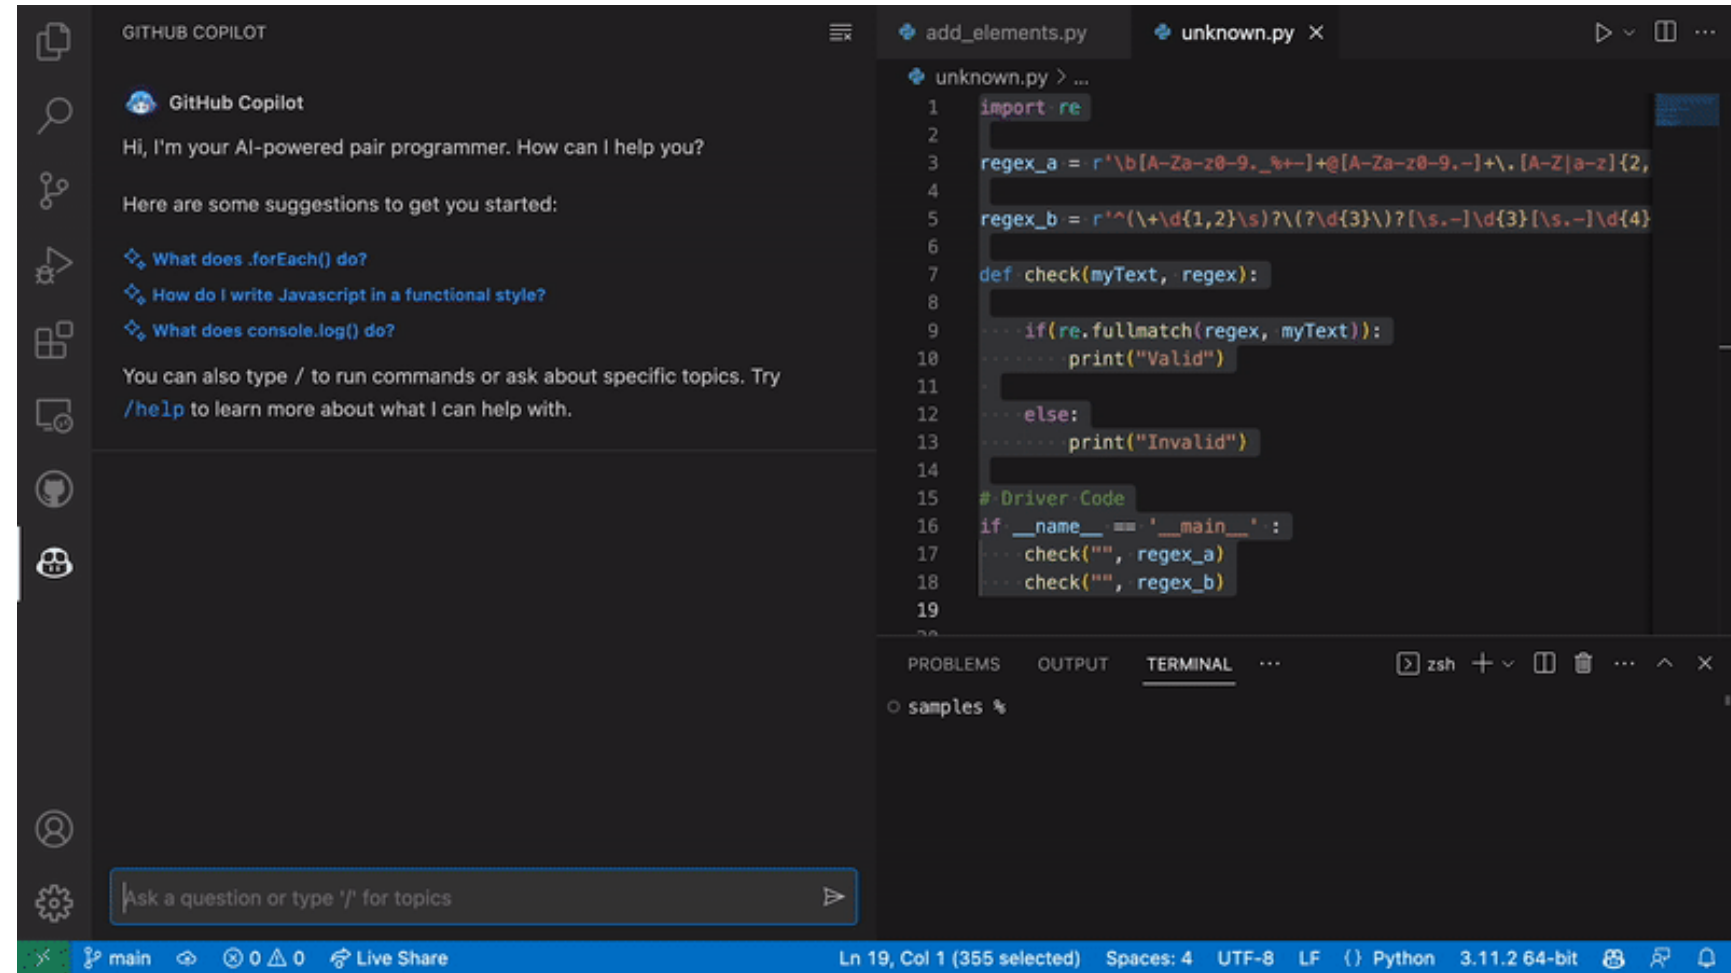 GITHUB COPILOT
GitHub Copilot
Hi, I'm your AI-powered pair programmer. How can I help you?
Here are some suggestions to get you started:
What does .forEach() do?
How do I write Javascript in a functional style?
What does console.log() do?
You can also type / to run commands or ask about specific topics. Try
/help to learn more about what I can help with.
Ask a question or type '/' for topics
add_elements.py unknown.py
unknown.py > ...
1 import re
2
3 regex_a = r'\b[A-Za-z0-9._%+-]+@[A-Za-z0-9.-]+\.[A-Z|a-z]{2,
4
5 regex_b = r'^(\+\d{1,2}\s)?\(?\d{3}\)?[\s.-]\d{3}[\s.-]\d{4}
6
7 def check(myText, regex):
8
9 if(re.fullmatch(regex, myText)):
10 print("Valid")
11
12 else:
13 print("Invalid")
14
15 # Driver Code
16 if __name__ == '__main__' :
17 check("", regex_a)
18 check("", regex_b)
19
PROBLEMS OUTPUT TERMINAL ... zsh
samples %
main 0 0 Live Share Ln 19, Col 1 (355 selected) Spaces: 4 UTF-8 LF {} Python 3.11.2 64-bit